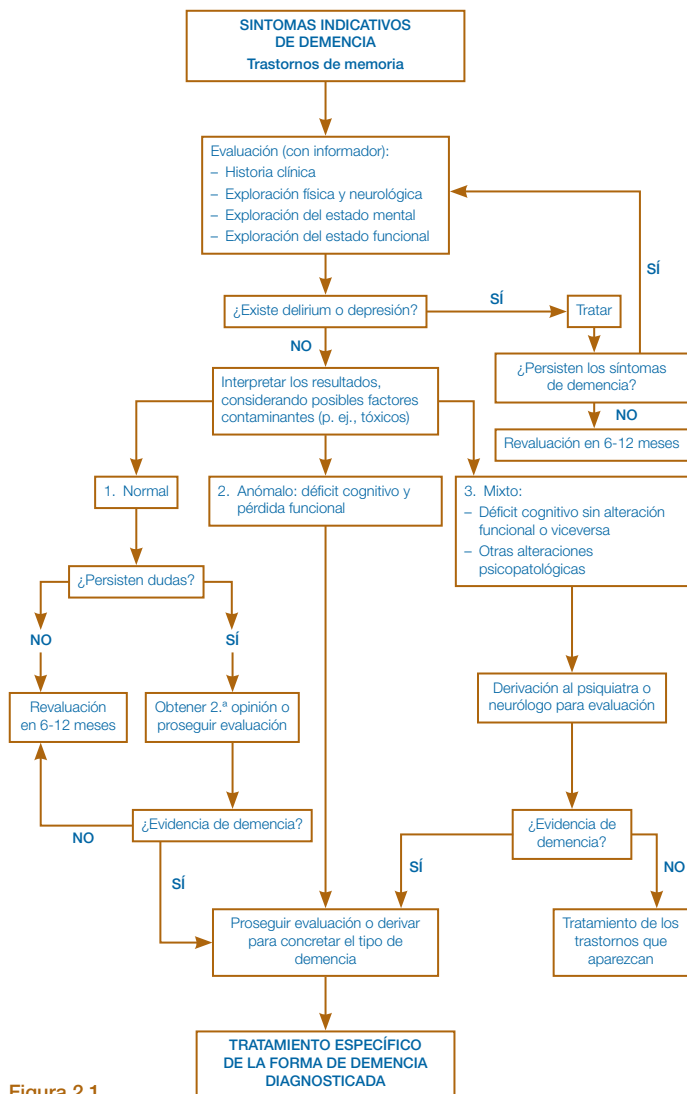 SINTOMAS INDICATIVOS
DE DEMENCIA
Trastornos de memoria
Evaluación (con informador):
– Historia clínica
– Exploración física y neurológica
– Exploración del estado mental
– Exploración del estado funcional
SÍ
¿Existe delirium o depresión?
SÍ
Tratar
NO
¿Persisten los síntomas
de demencia?
NO
Revaluación en 6-12 meses
Interpretar los resultados,
considerando posibles factores
contaminantes (p. ej., tóxicos)
1. Normal
2. Anómalo: déficit cognitivo y
pérdida funcional
3. Mixto:
– Déficit cognitivo sin alteración
funcional o viceversa
– Otras alteraciones
psicopatológicas
¿Persisten dudas?
NO
SÍ
Revaluación
en 6-12 meses
Obtener 2.ª opinión o
proseguir evaluación
Derivación al psiquiatra o
neurólogo para evaluación
¿Evidencia de demencia?
NO
SÍ
¿Evidencia de
demencia?
SÍ
NO
Proseguir evaluación o derivar
para concretar el tipo de
demencia
Tratamiento de los
trastornos que
aparezcan
TRATAMIENTO ESPECÍFICO
DE LA FORMA DE DEMENCIA
DIAGNOSTICADA
Figura 2.1